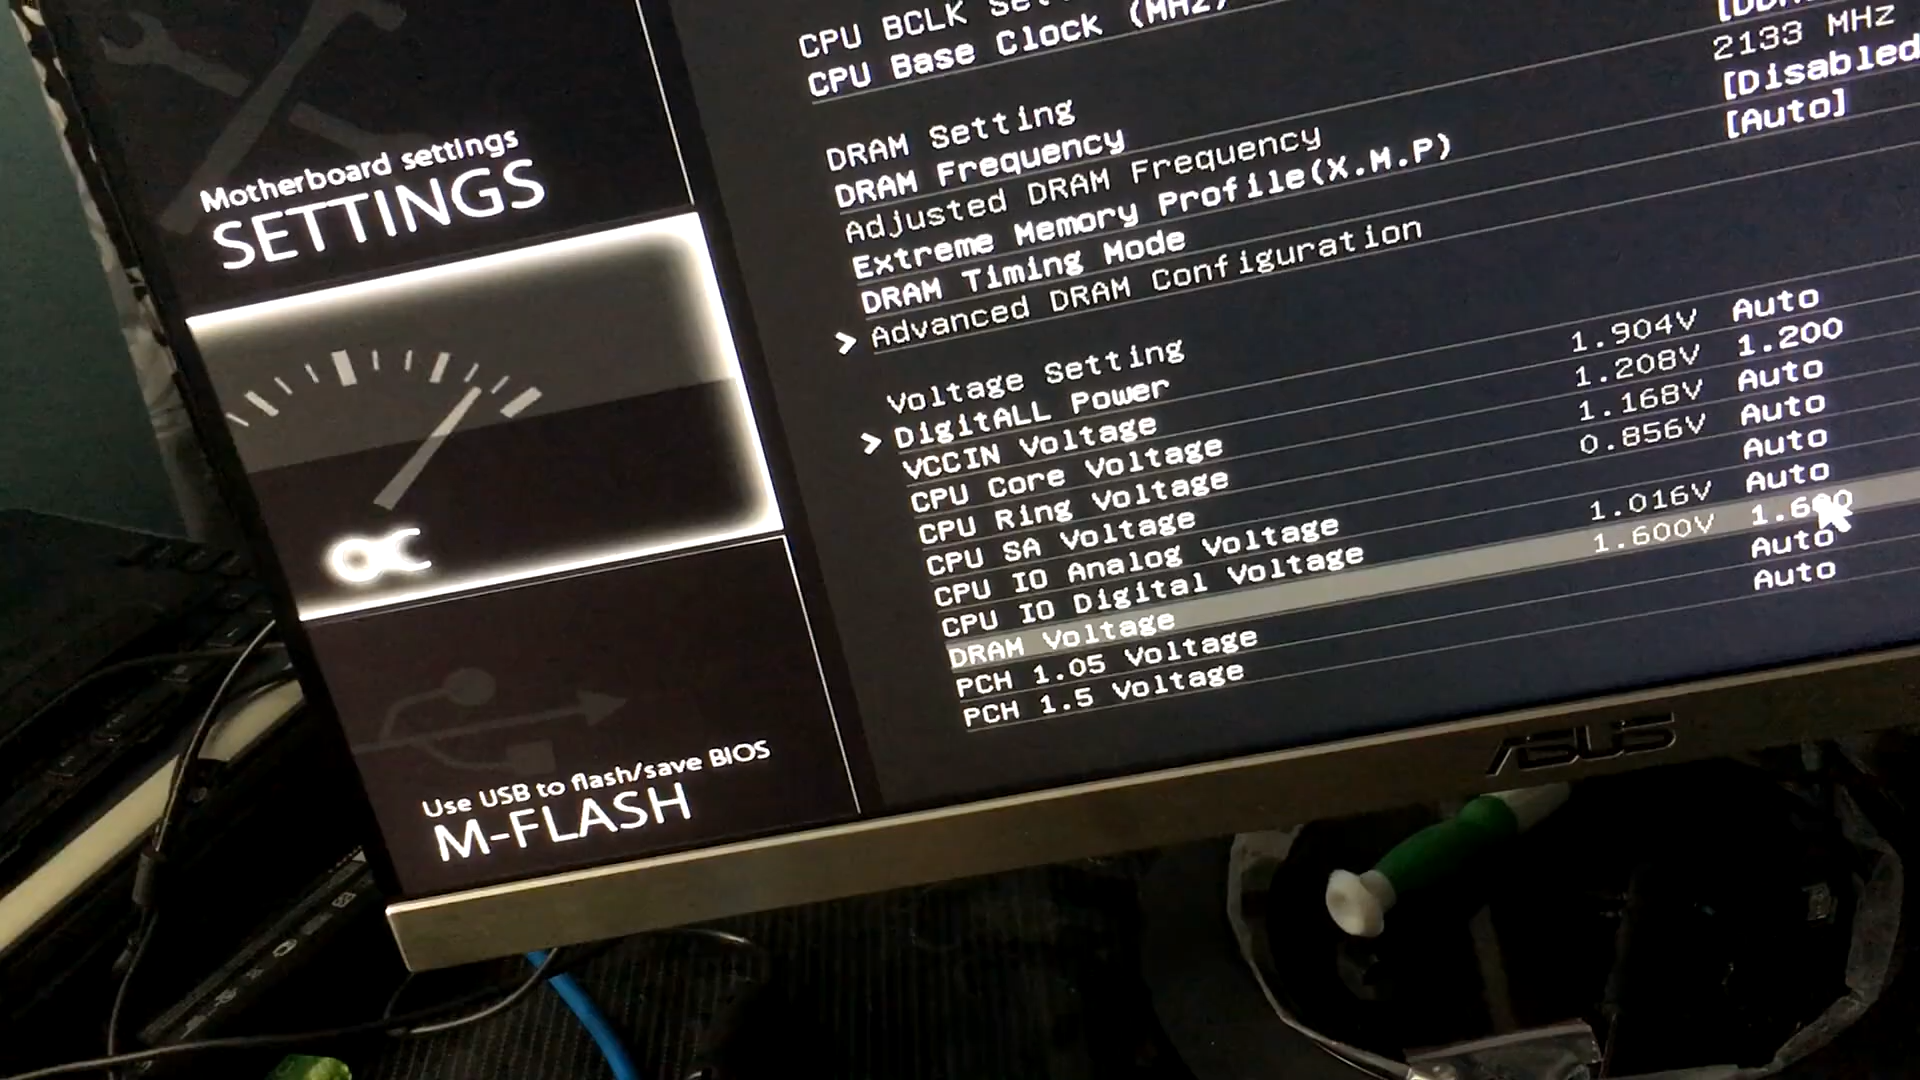 Motherboard settings
SETTINGS
OC
Use USB to flash/save BIOS
M-FLASH
CPU BCLK
CPU Base Clock (MHz)
DRAM Setting
DRAM Frequency
Adjusted DRAM Frequency 2133 MHz
Extreme Memory Profile(X.M.P) [Disabled
DRAM Timing Mode [Auto]
> Advanced DRAM Configuration
Voltage Setting
> DigitALL Power
VCCIN Voltage 1.904V Auto
CPU Core Voltage 1.208V 1.200
CPU Ring Voltage 1.168V Auto
CPU SA Voltage 0.856V Auto
CPU IO Analog Voltage Auto
CPU IO Digital Voltage 1.016V Auto
DRAM Voltage 1.600V
PCH 1.05 Voltage Auto
PCH 1.5 Voltage Auto
ASUS